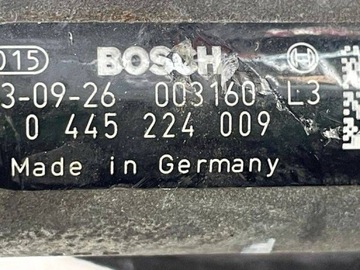 015 BOSCH
3-09-26 003160 L3
0 445 224 009
Made in Germany